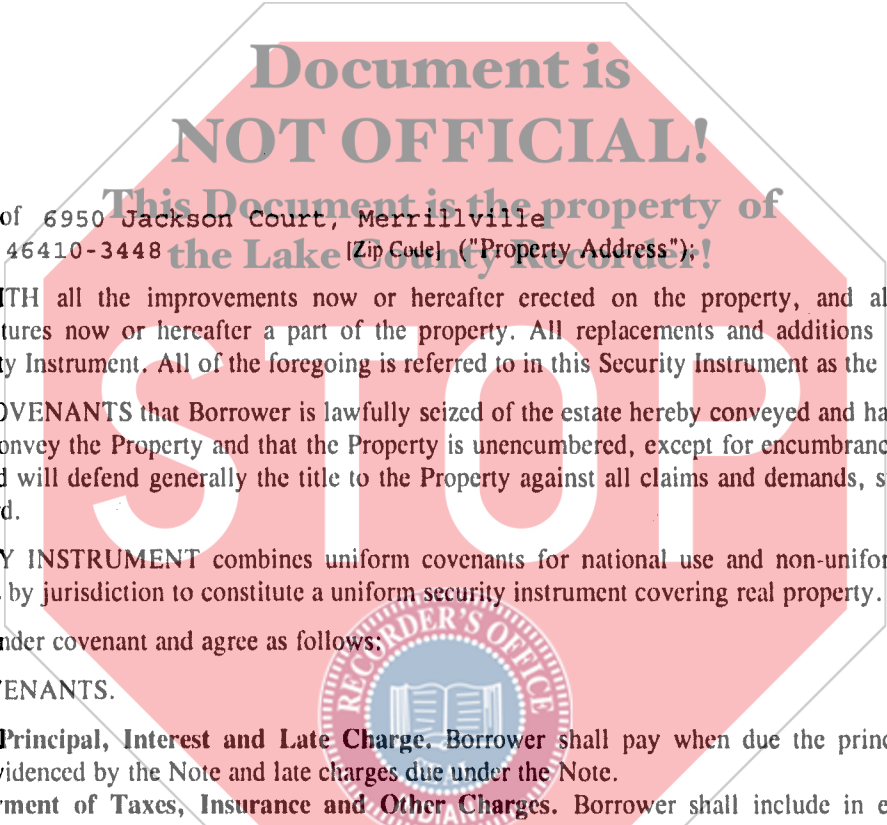 Document is
NOT OFFICIAL!
This Document is the property of
the Lake County Recorder!
STOP
of 6950 Jackson Court, Merrillville
46410-3448 [Zip Code] ("Property Address");
ITH all the improvements now or hereafter erected on the property, and al
tures now or hereafter a part of the property. All replacements and additions
ty Instrument. All of the foregoing is referred to in this Security Instrument as the
OVENANTS that Borrower is lawfully seized of the estate hereby conveyed and ha
onvey the Property and that the Property is unencumbered, except for encumbranc
d will defend generally the title to the Property against all claims and demands, s
d.
Y INSTRUMENT combines uniform covenants for national use and non-unifor
by jurisdiction to constitute a uniform security instrument covering real property.
nder covenant and agree as follows:
VENANTS.
Principal, Interest and Late Charge. Borrower shall pay when due the princ
videnced by the Note and late charges due under the Note.
ment of Taxes, Insurance and Other Charges. Borrower shall include in e
RECORDER'S OFFICE
SEAL
INDIANA